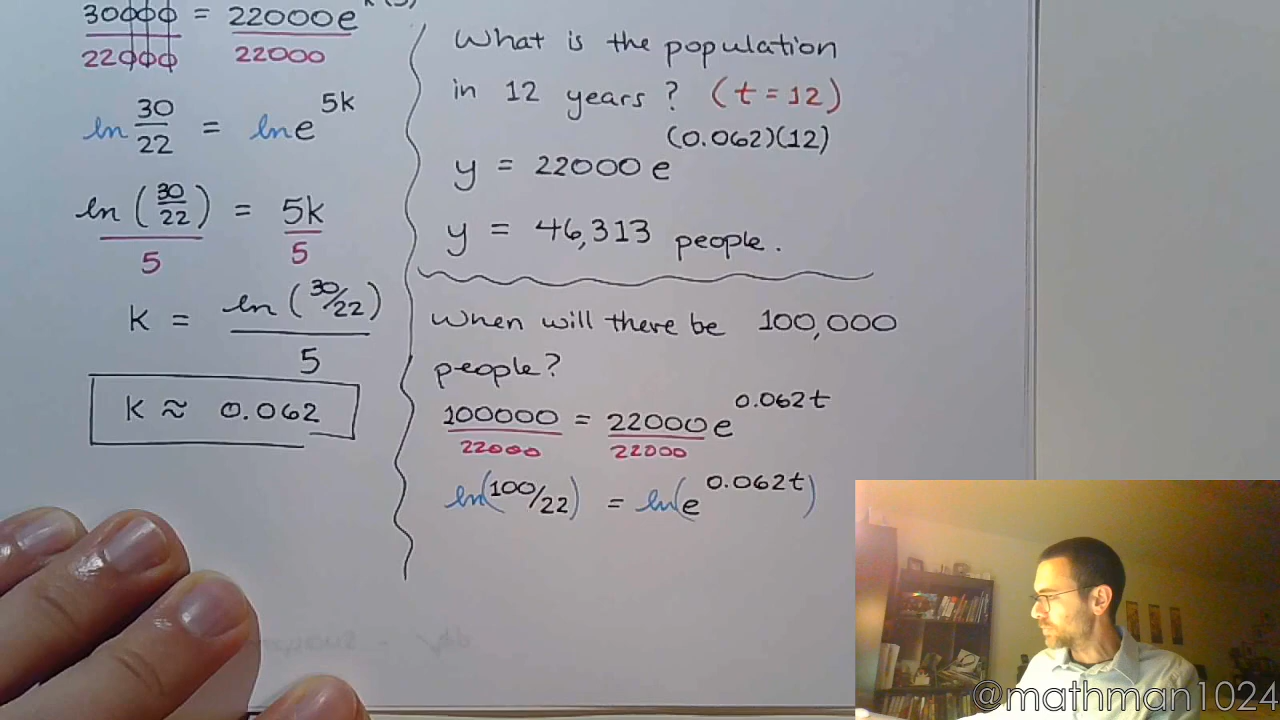 30000 = 22000e^k(5)
22000 22000
ln 30/22 = ln e^5k
ln (30/22) = 5k
5 5
k = ln (30/22)
5
k ≈ 0.062
What is the population
in 12 years? (t = 12)
y = 22000 e^(0.062)(12)
y = 46,313 people.
When will there be 100,000
people?
100000 = 22000e^0.062t
22000 22000
ln(100/22) = ln(e^0.062t)
@mathman1024